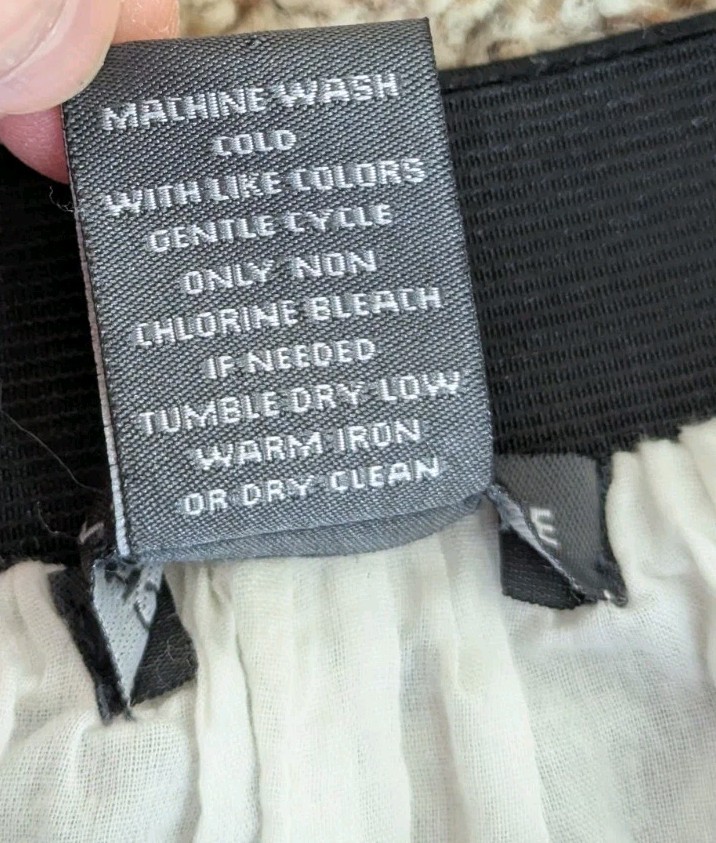 MACHINE WASH
COLD
WITH LIKE COLORS
GENTLE CYCLE
ONLY NON
CHLORINE BLEACH
IF NEEDED
TUMBLE DRY LOW
WARM IRON
OR DRY CLEAN